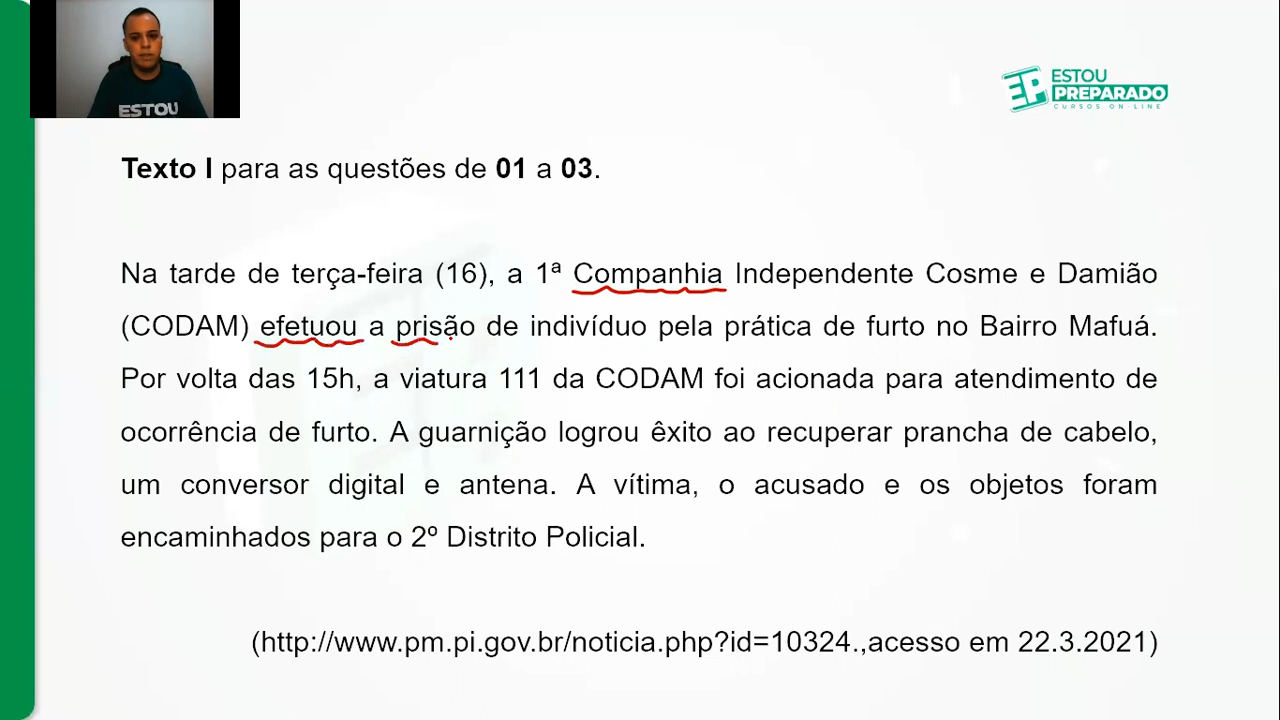 ESTOU
ESTOU
PREPARADO
CURSOS ON-LINE
Texto I para as questões de 01 a 03.
Na tarde de terça-feira (16), a 1ª Companhia Independente Cosme e Damião
(CODAM) efetuou a prisão de indivíduo pela prática de furto no Bairro Mafuá.
Por volta das 15h, a viatura 111 da CODAM foi acionada para atendimento de
ocorrência de furto. A guarnição logrou êxito ao recuperar prancha de cabelo,
um conversor digital e antena. A vítima, o acusado e os objetos foram
encaminhados para o 2º Distrito Policial.
(http://www.pm.pi.gov.br/noticia.php?id=10324.,acesso em 22.3.2021)